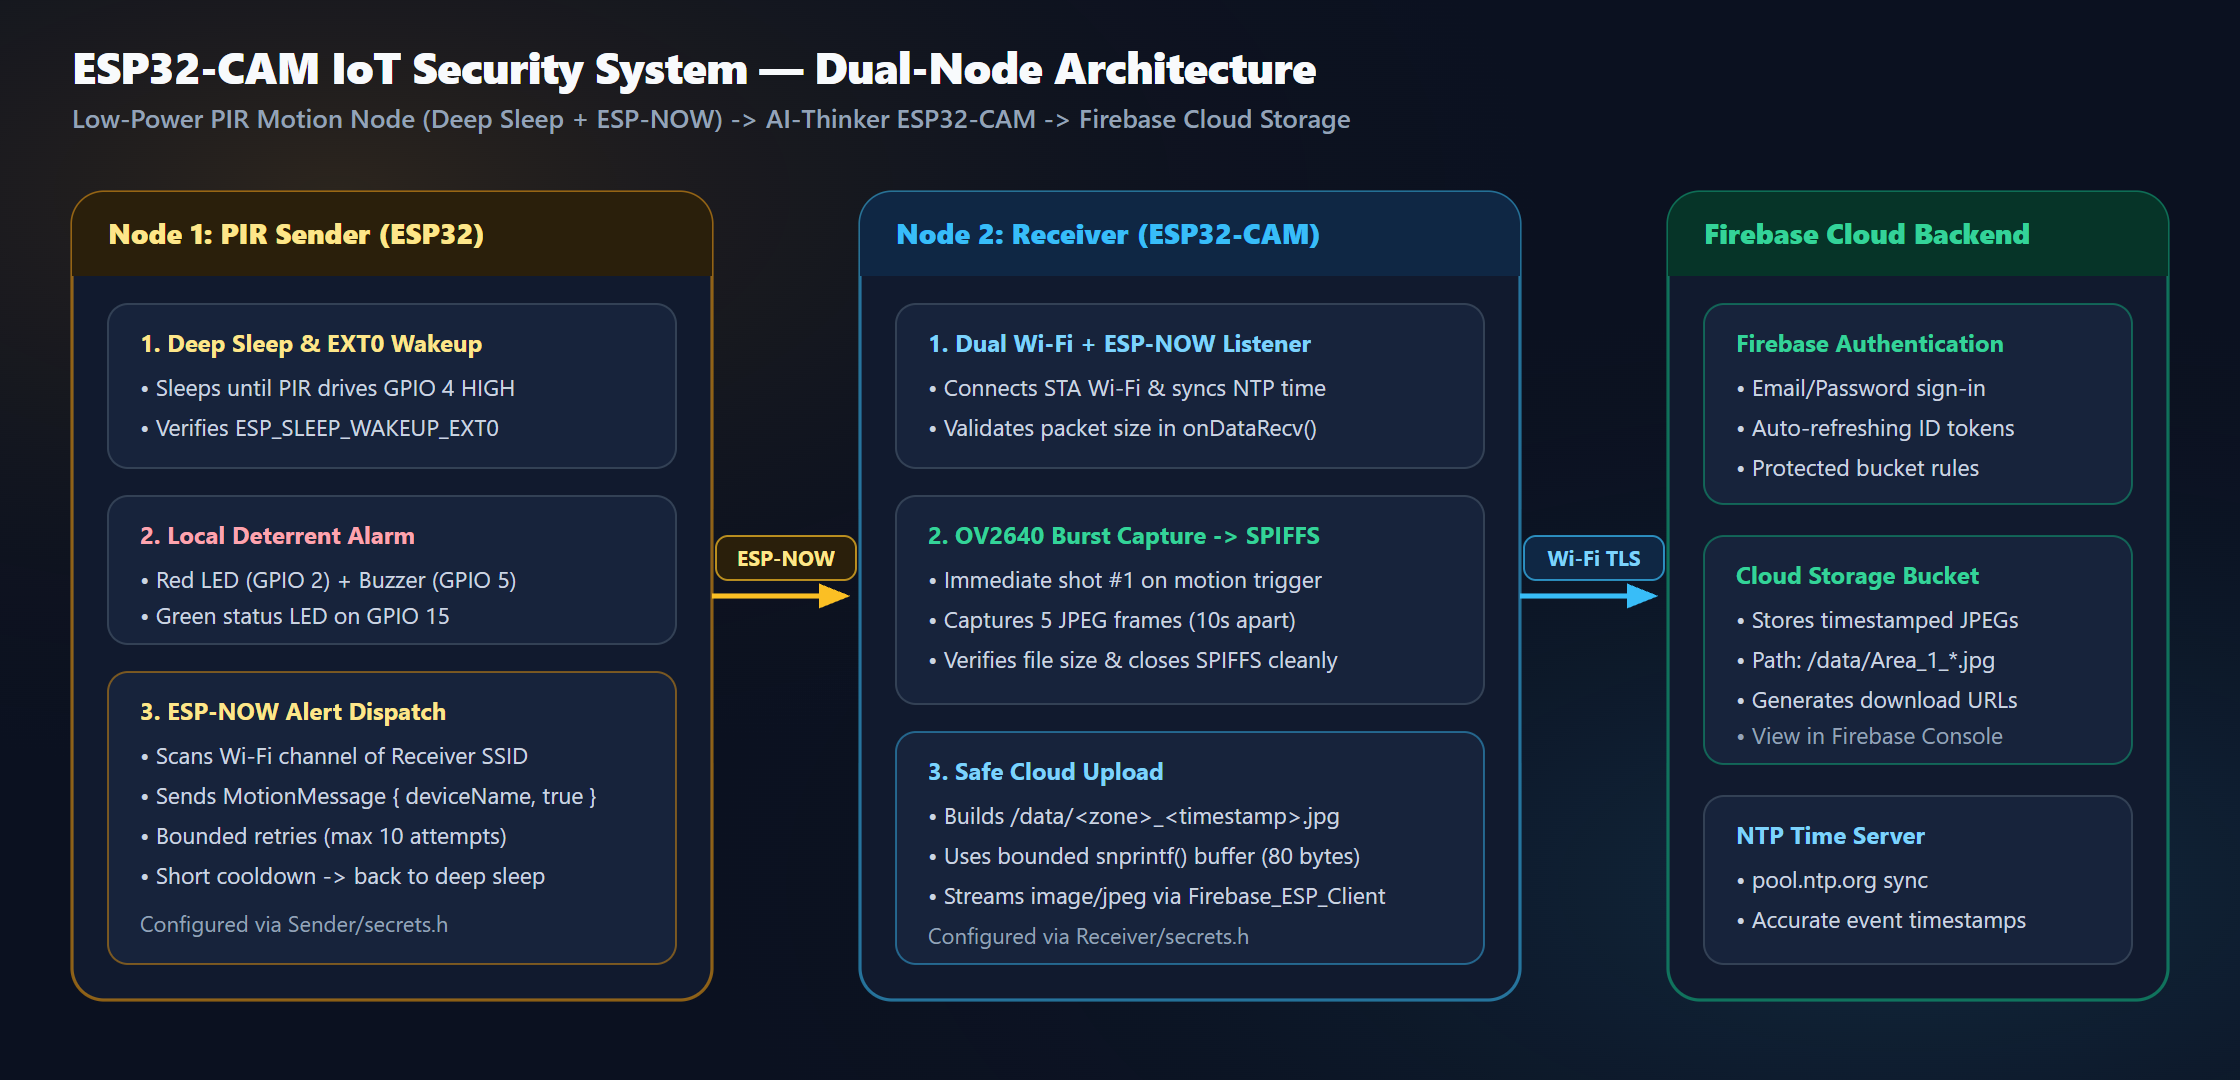 ESP32-CAM IoT Security System — Dual-Node Architecture
Low-Power PIR Motion Node (Deep Sleep + ESP-NOW) -> AI-Thinker ESP32-CAM -> Firebase Cloud Storage
Node 1: PIR Sender (ESP32)
1. Deep Sleep & EXT0 Wakeup
• Sleeps until PIR drives GPIO 4 HIGH
• Verifies ESP_SLEEP_WAKEUP_EXT0
2. Local Deterrent Alarm
• Red LED (GPIO 2) + Buzzer (GPIO 5)
• Green status LED on GPIO 15
3. ESP-NOW Alert Dispatch
• Scans Wi-Fi channel of Receiver SSID
• Sends MotionMessage { deviceName, true }
• Bounded retries (max 10 attempts)
• Short cooldown -> back to deep sleep
Configured via Sender/secrets.h
ESP-NOW
Node 2: Receiver (ESP32-CAM)
1. Dual Wi-Fi + ESP-NOW Listener
• Connects STA Wi-Fi & syncs NTP time
• Validates packet size in onDataRecv()
2. OV2640 Burst Capture -> SPIFFS
• Immediate shot #1 on motion trigger
• Captures 5 JPEG frames (10s apart)
• Verifies file size & closes SPIFFS cleanly
3. Safe Cloud Upload
• Builds /data/<zone>_<timestamp>.jpg
• Uses bounded snprintf() buffer (80 bytes)
• Streams image/jpeg via Firebase_ESP_Client
Configured via Receiver/secrets.h
Wi-Fi TLS
Firebase Cloud Backend
Firebase Authentication
• Email/Password sign-in
• Auto-refreshing ID tokens
• Protected bucket rules
Cloud Storage Bucket
• Stores timestamped JPEGs
• Path: /data/Area_1_*.jpg
• Generates download URLs
• View in Firebase Console
NTP Time Server
• pool.ntp.org sync
• Accurate event timestamps